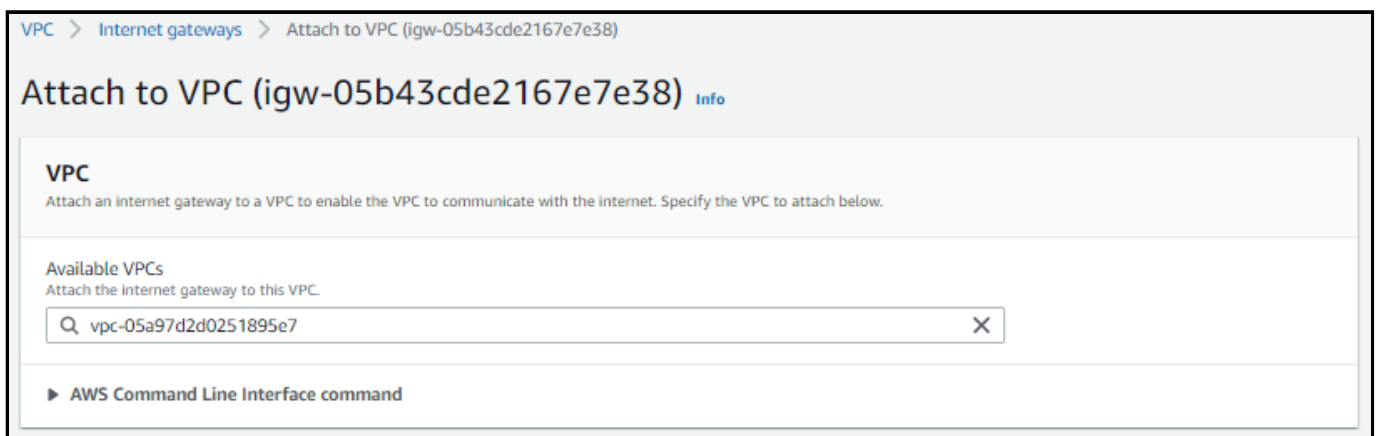 VPC > Internet gateways > Attach to VPC (igw-05b43cde2167e7e38)
Attach to VPC (igw-05b43cde2167e7e38) Info
VPC
Attach an internet gateway to a VPC to enable the VPC to communicate with the internet. Specify the VPC to attach below.
Available VPCs
Attach the internet gateway to this VPC.
vpc-05a97d2d0251895e7
AWS Command Line Interface command